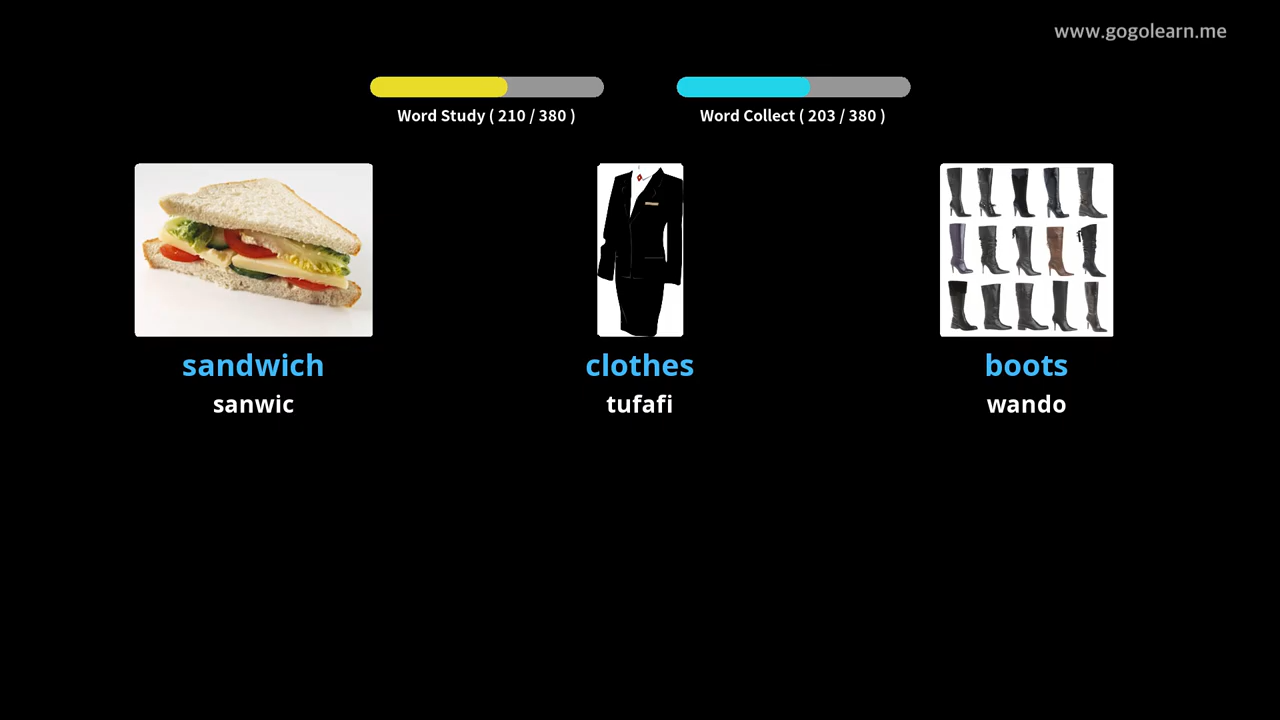 www.gogolearn.me
Word Study ( 210 / 380 )
Word Collect ( 203 / 380 )
sandwich
sanwic
clothes
tufafi
boots
wando